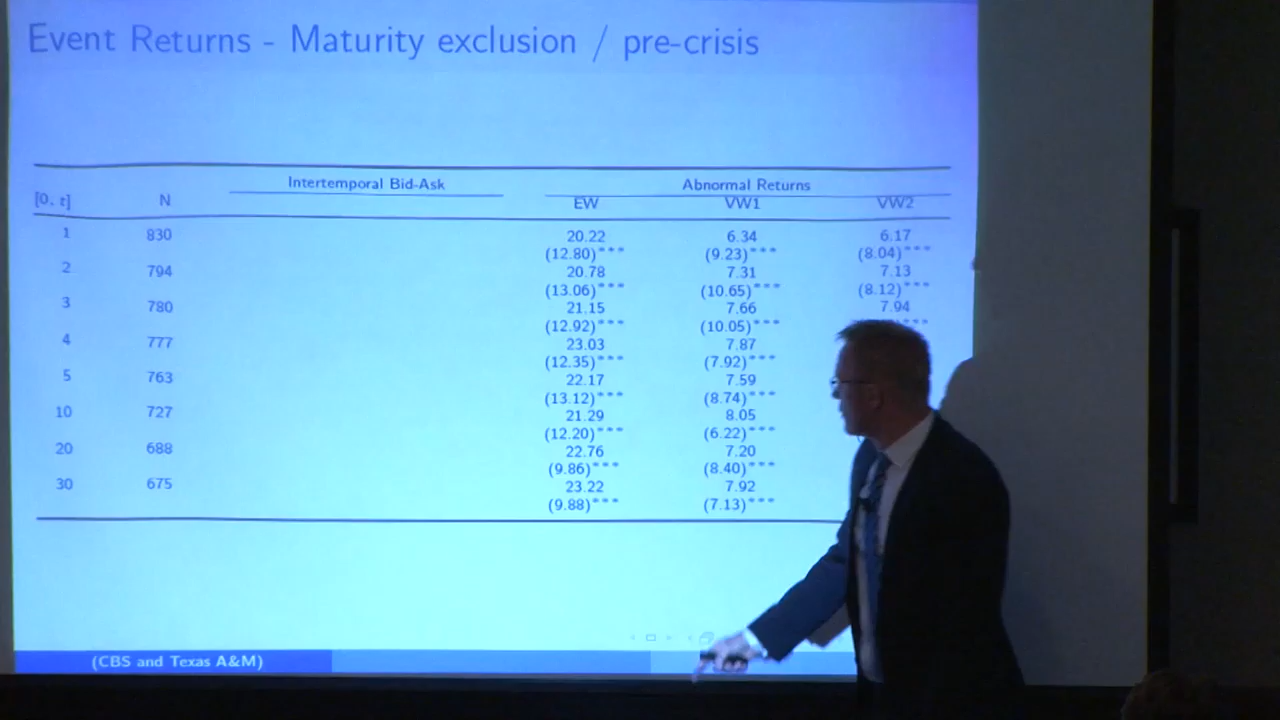 Event Returns - Maturity exclusion / pre-crisis
Intertemporal Bid-Ask Abnormal Returns
[0, t] N EW VW1 VW2
1 830 20.22 6.34 6.17
(12.80)*** (9.23)*** (8.04)***
2 794 20.78 7.31 7.13
(13.06)*** (10.65)*** (8.12)***
3 780 21.15 7.66 7.94
(12.92)*** (10.05)*** ***
4 777 23.03 7.87
(12.35)*** (7.92)***
5 763 22.17 7.59
(13.12)*** (8.74)***
10 727 21.29 8.05
(12.20)*** (6.22)***
20 688 22.76 7.20
(9.86)*** (8.40)***
30 675 23.22 7.92
(9.88)*** (7.13)***
(CBS and Texas A&M)